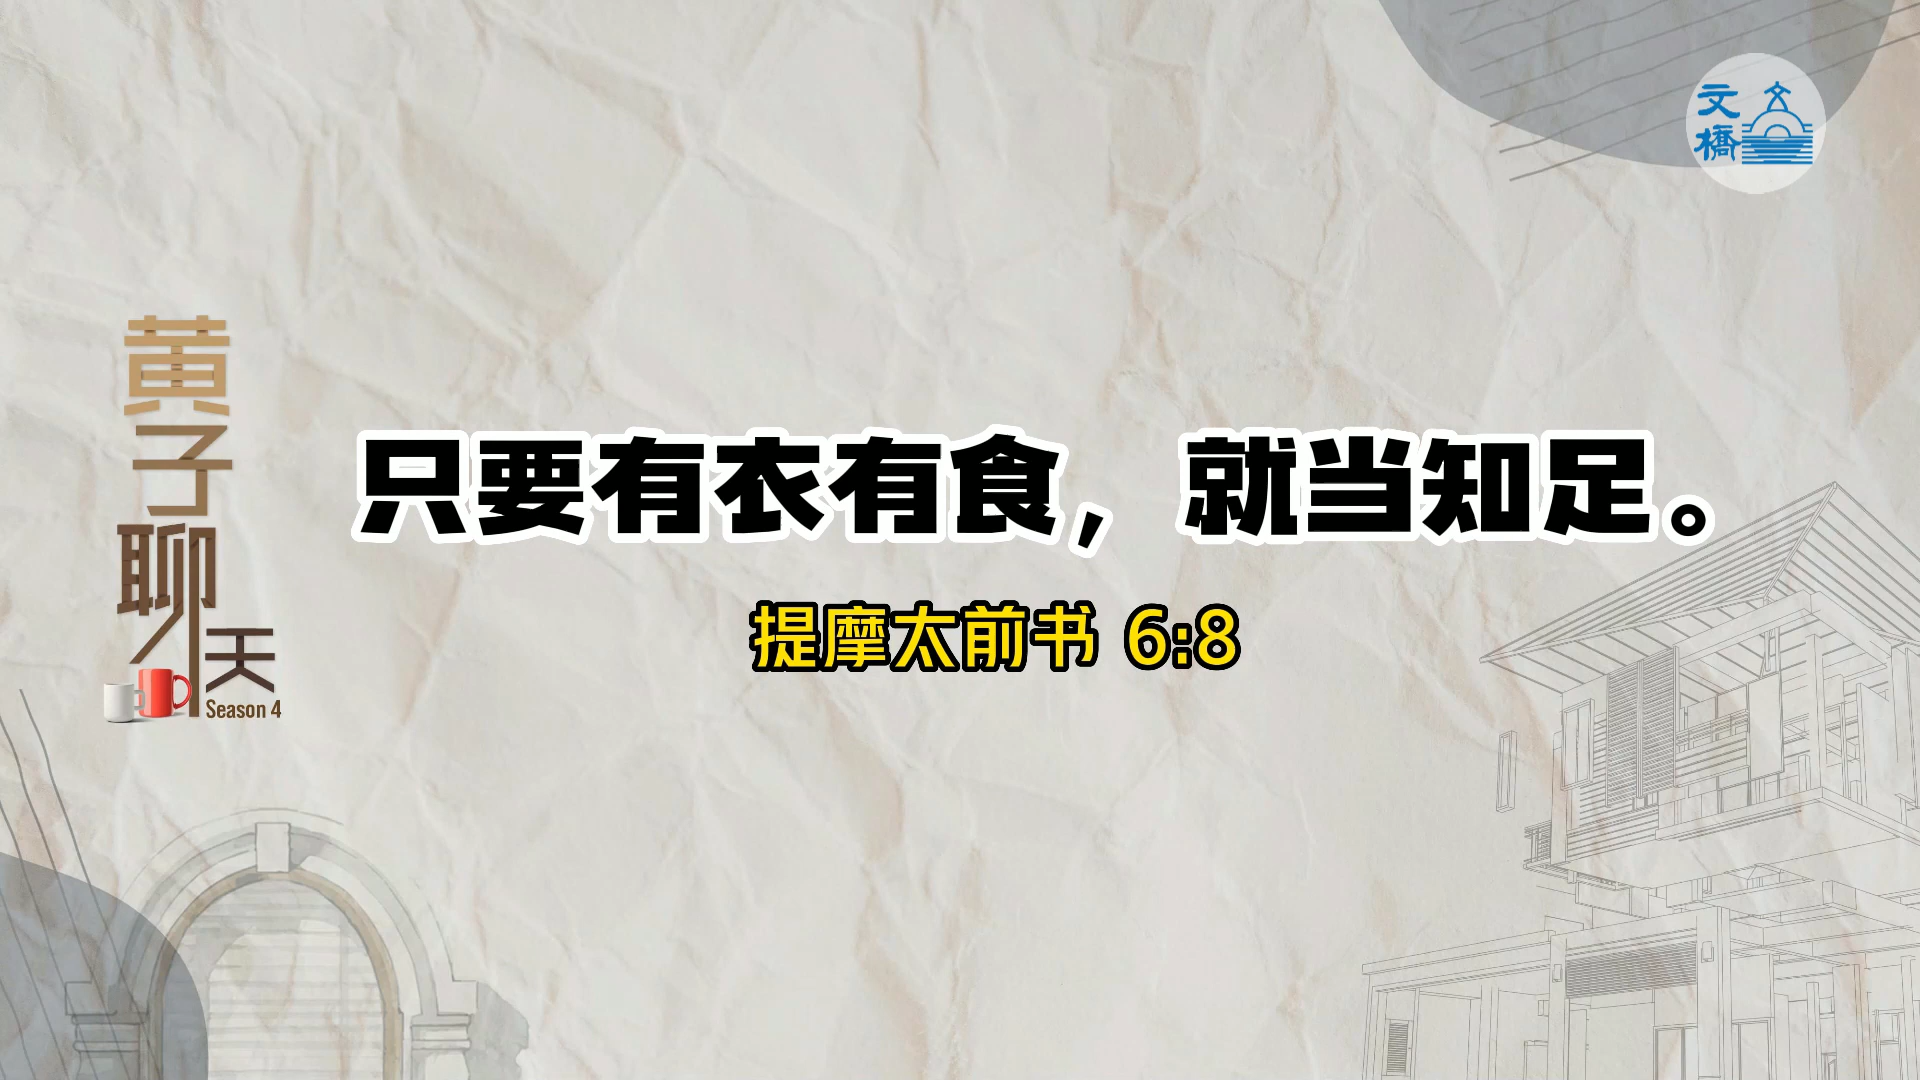 文橋
黄子聊天
Season 4
只要有衣有食，就当知足。
提摩太前书 6:8